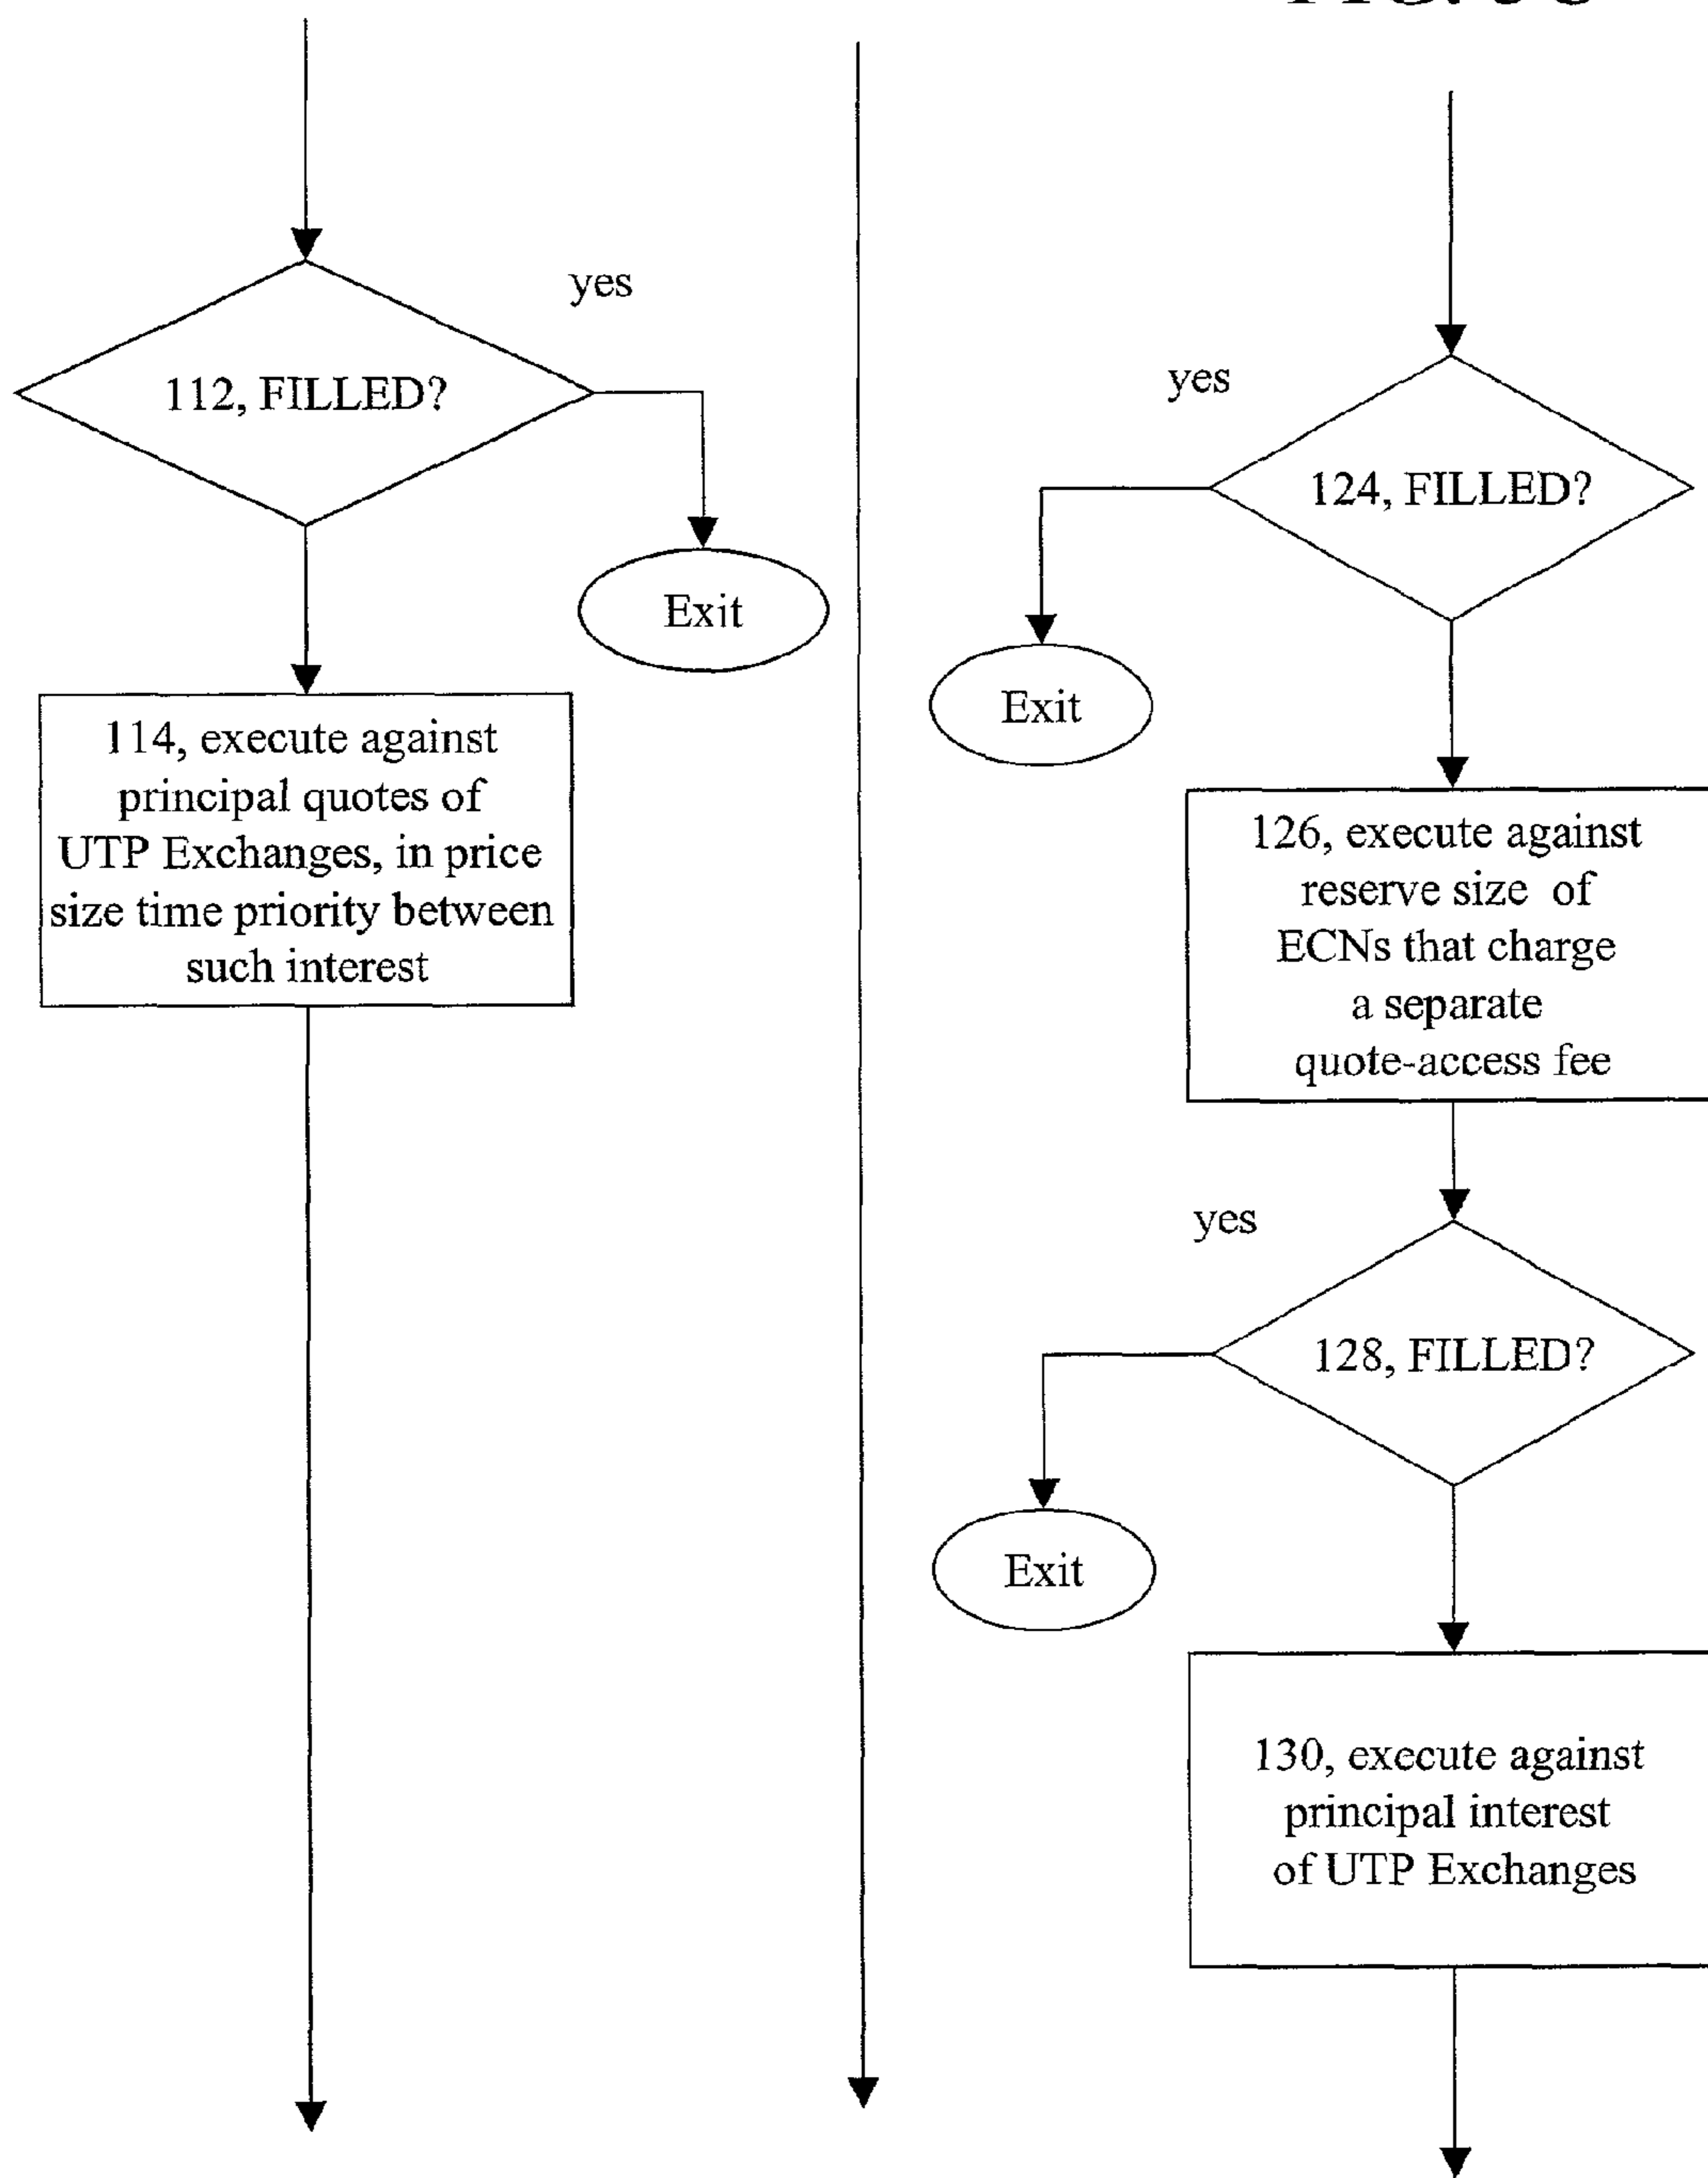 yes
112, FILLED?
Exit
114, execute against
principal quotes of
UTP Exchanges, in price
size time priority between
such interest
yes
124, FILLED?
Exit
126, execute against
reserve size of
ECNs that charge
a separate
quote-access fee
yes
128, FILLED?
Exit
130, execute against
principal interest
of UTP Exchanges